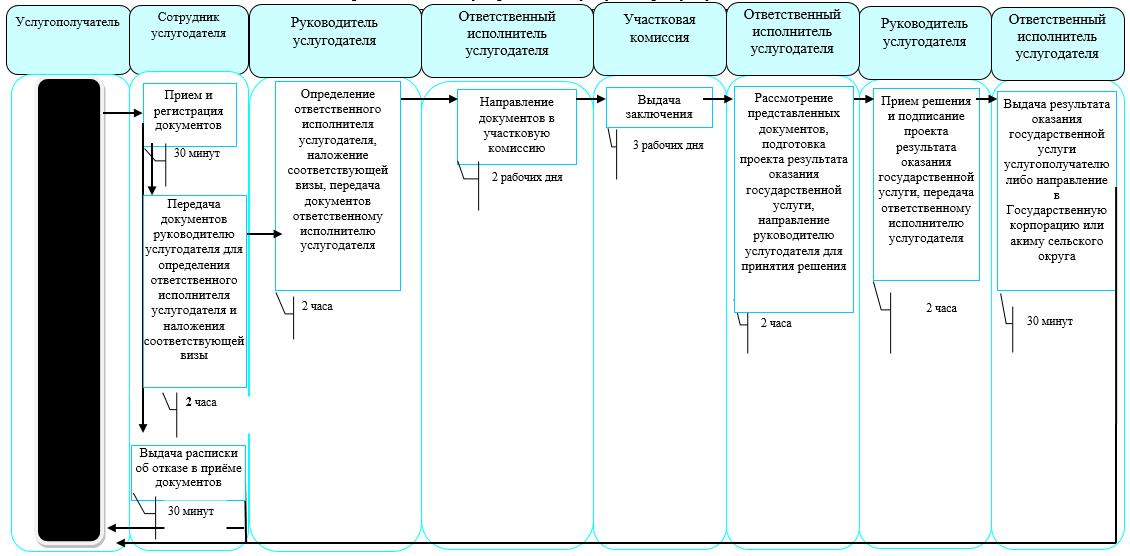 Услугополучатель
Сотрудник
услугодателя
Руководитель
услугодателя
Ответственный
исполнитель
услугодателя
Участковая
комиссия
Ответственный
исполнитель
услугодателя
Руководитель
услугодателя
Ответственный
исполнитель
услугодателя
Прием и
регистрация
документов
30 минут
Передача
документов
руководителю
услугодателя для
определения
ответственного
исполнителя
услугодателя и
наложения
соответствующей
визы
2 часа
Выдача расписки
об отказе в приёме
документов
30 минут
Определение
ответственного
исполнителя
услугодателя,
наложение
соответствующей
визы, передача
документов
ответственному
исполнителю
услугодателя
2 часа
Направление
документов в
участковую
комиссию
2 рабочих дня
Выдача
заключения
3 рабочих дня
Рассмотрение
представленных
документов,
подготовка
проекта результата
оказания
государственной
услуги,
направление
руководителю
услугодателя для
принятия решения
2 часа
Прием решения
и подписание
проекта
результата
оказания
государственной
услуги, передача
ответственному
исполнителю
услугодателя
2 часа
Выдача результата
оказания
государственной
услуги
услугополучателю
либо направление
в
Государственную
корпорацию или
акиму сельского
округа
30 минут